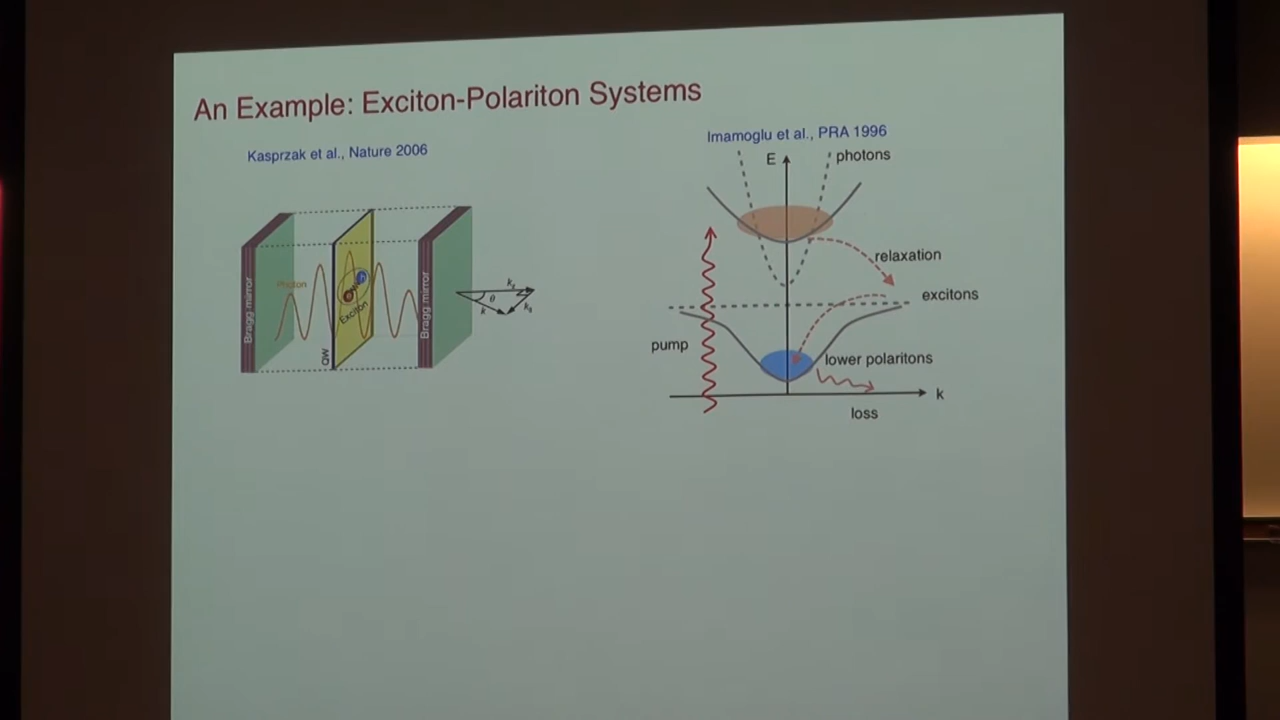 An Example: Exciton-Polariton Systems
Kasprzak et al., Nature 2006
Bragg mirror
Photon
QW
Exciton
Bragg mirror
θ
k
Imamoglu et al., PRA 1996
E
photons
relaxation
excitons
pump
lower polaritons
k
loss